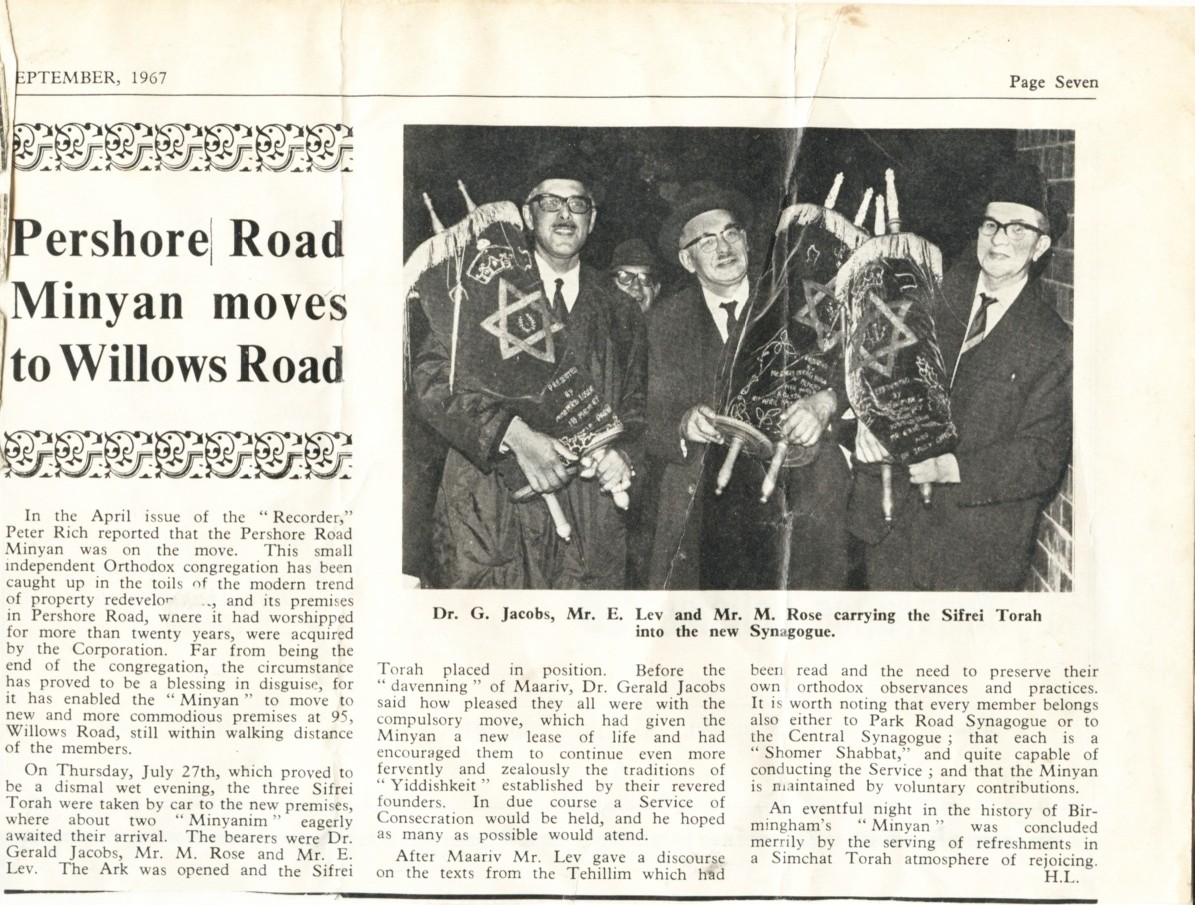 EPTEMBER, 1967
Page Seven
Pershore Road
Minyan moves
to Willows Road
In the April issue of the "Recorder,"
Peter Rich reported that the Pershore Road
Minyan was on the move. This small
independent Orthodox congregation has been
caught up in the toils of the modern trend
of property redevelop, and its premises
in Pershore Road, where it had worshipped
for more than twenty years, were acquired
by the Corporation. Far from being the
end of the congregation, the circumstance
has proved to be a blessing in disguise, for
it has enabled the "Minyan" to move to
new and more commodious premises at 95,
Willows Road, still within walking distance
of the members.
On Thursday, July 27th, which proved to
be a dismal wet evening, the three Sifrei
Torah were taken by car to the new premises,
where about two "Minyanim" eagerly
awaited their arrival. The bearers were Dr.
Gerald Jacobs, Mr. M. Rose and Mr. E.
Lev. The Ark was opened and the Sifrei
PRESENTED
BY
Dr. G. Jacobs, Mr. E. Lev and Mr. M. Rose carrying the Sifrei Torah
into the new Synagogue.
Torah placed in position. Before the
"davenning" of Maariv, Dr. Gerald Jacobs
said how pleased they all were with the
compulsory move, which had given the
Minyan a new lease of life and had
encouraged them to continue even more
fervently and zealously the traditions of
"Yiddishkeit" established by their revered
founders. In due course a Service of
Consecration would be held, and he hoped
as many as possible would atend.
After Maariv Mr. Lev gave a discourse
on the texts from the Tehillim which had
been read and the need to preserve their
own orthodox observances and practices.
It is worth noting that every member belongs
also either to Park Road Synagogue or to
the Central Synagogue ; that each is a
"Shomer Shabbat," and quite capable of
conducting the Service ; and that the Minyan
is maintained by voluntary contributions.
An eventful night in the history of Bir-
mingham's "Minyan" was concluded
merrily by the serving of refreshments in
a Simchat Torah atmosphere of rejoicing.
H.L.